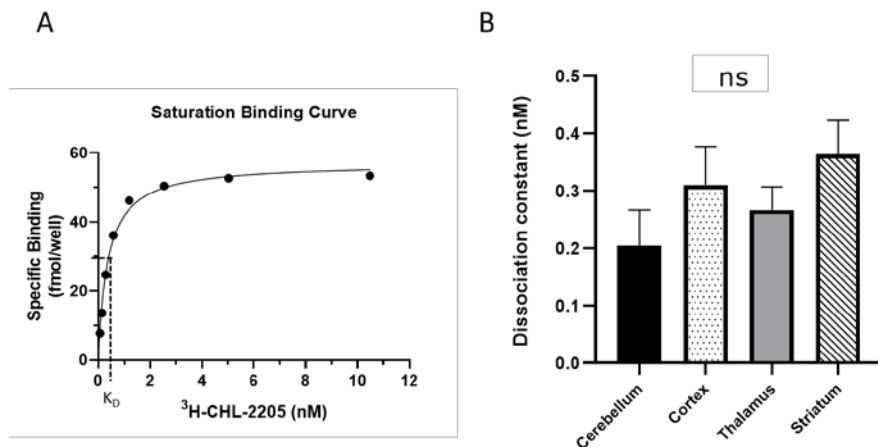 A
Saturation Binding Curve
Specific Binding
(fmol/well)
60
40
20
0
0
2
4
6
8
10
12
K_D
³H-CHL-2205 (nM)
B
ns
Dissociation constant (nM)
0.5
0.4
0.3
0.2
0.1
0.0
Cerebellum
Cortex
Thalamus
Striatum